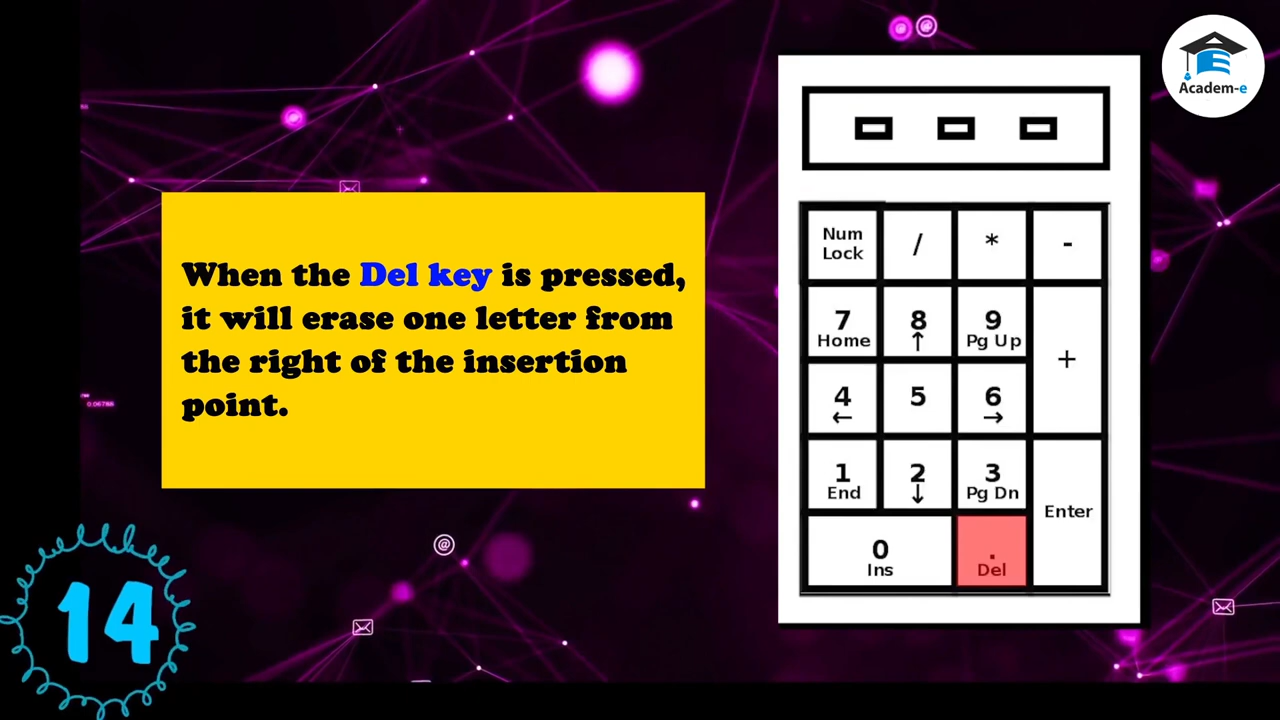 Academ-e
When the Del key is pressed,
it will erase one letter from
the right of the insertion
point.
Num
Lock
/
*
-
7
Home
8
↑
9
Pg Up
+
4
←
5
6
→
1
End
2
↓
3
Pg Dn
Enter
0
Ins
.
Del
14